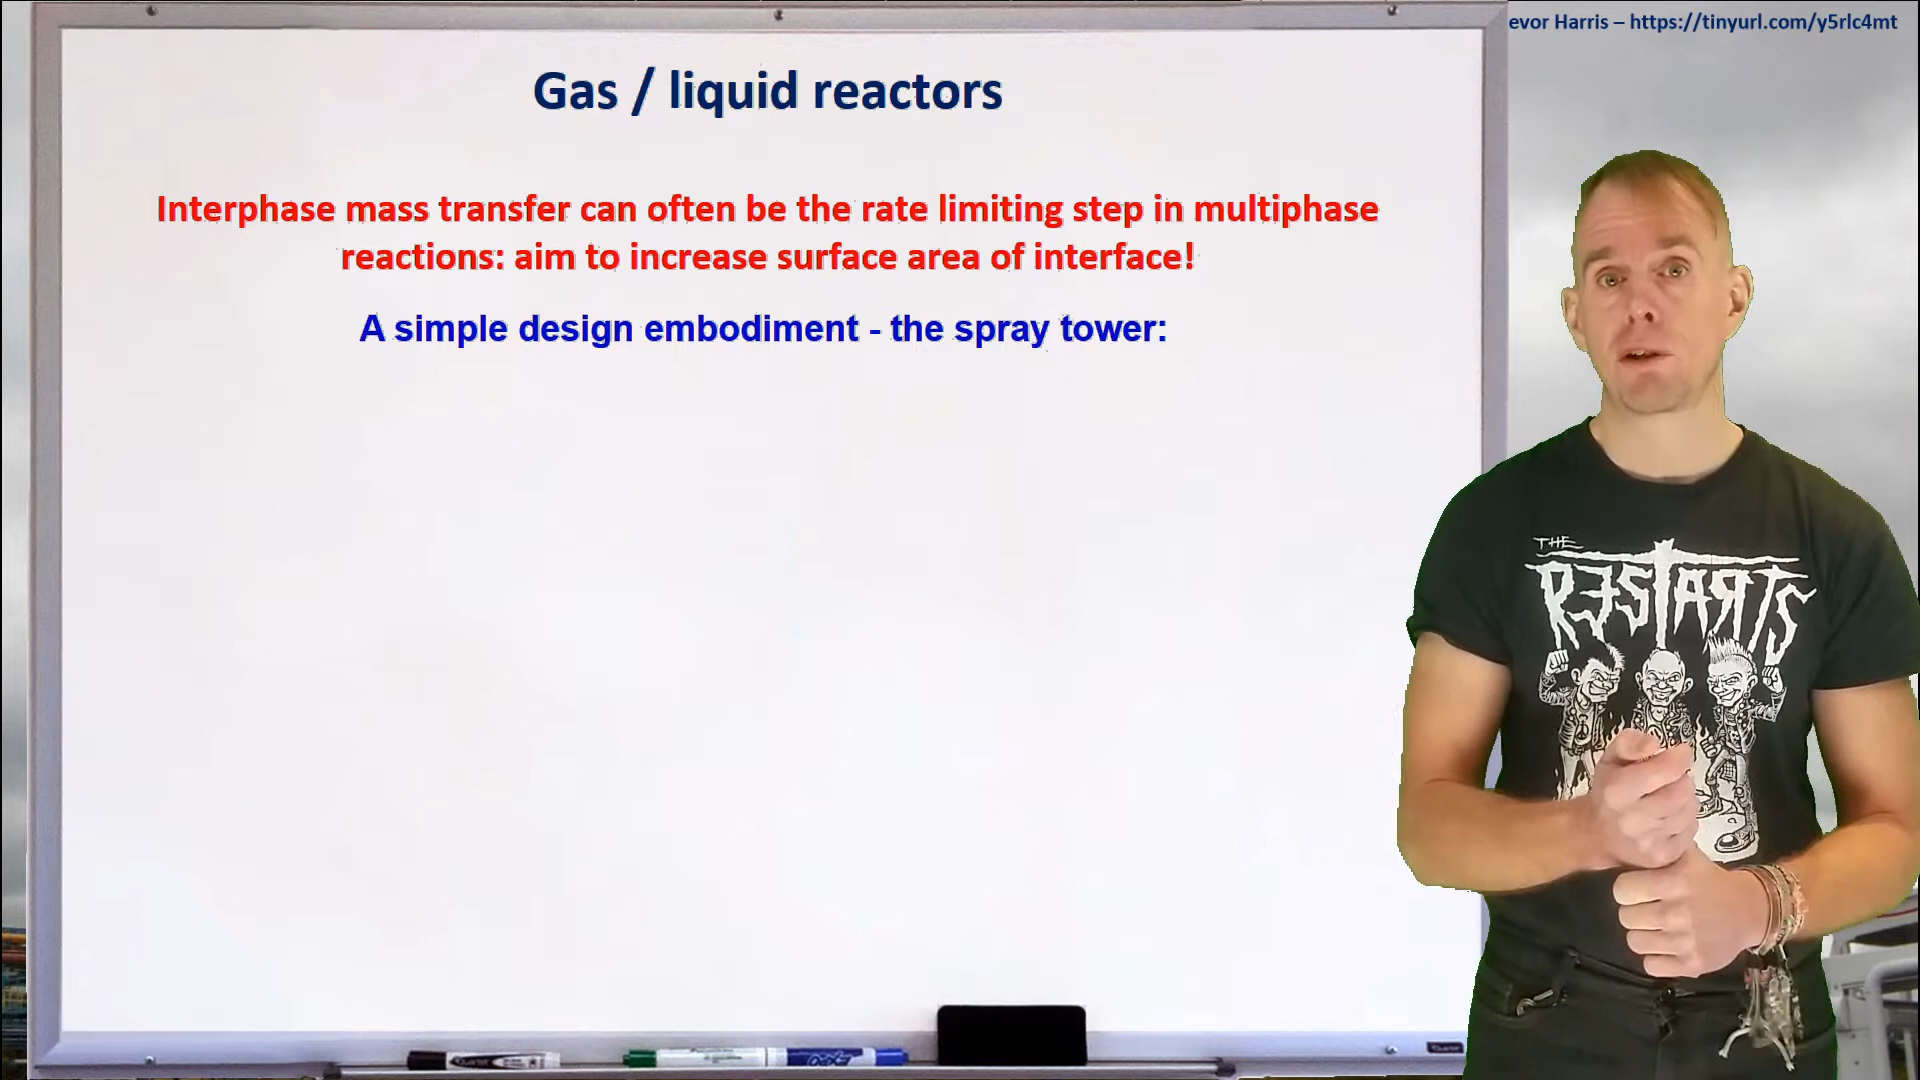 evor Harris – https://tinyurl.com/y5rlc4mt
Gas / liquid reactors
Interphase mass transfer can often be the rate limiting step in multiphase
reactions: aim to increase surface area of interface!
A simple design embodiment - the spray tower:
THE
RESTARTS